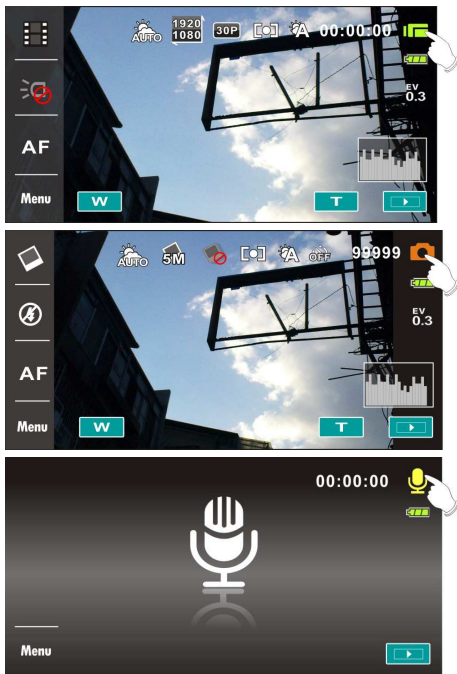 AUTO 1920 1080 30P A 00:00:00
EV
0.3
AF
Menu W T
AUTO 5M A OFF 99999
EV
0.3
AF
Menu W T
00:00:00
Menu